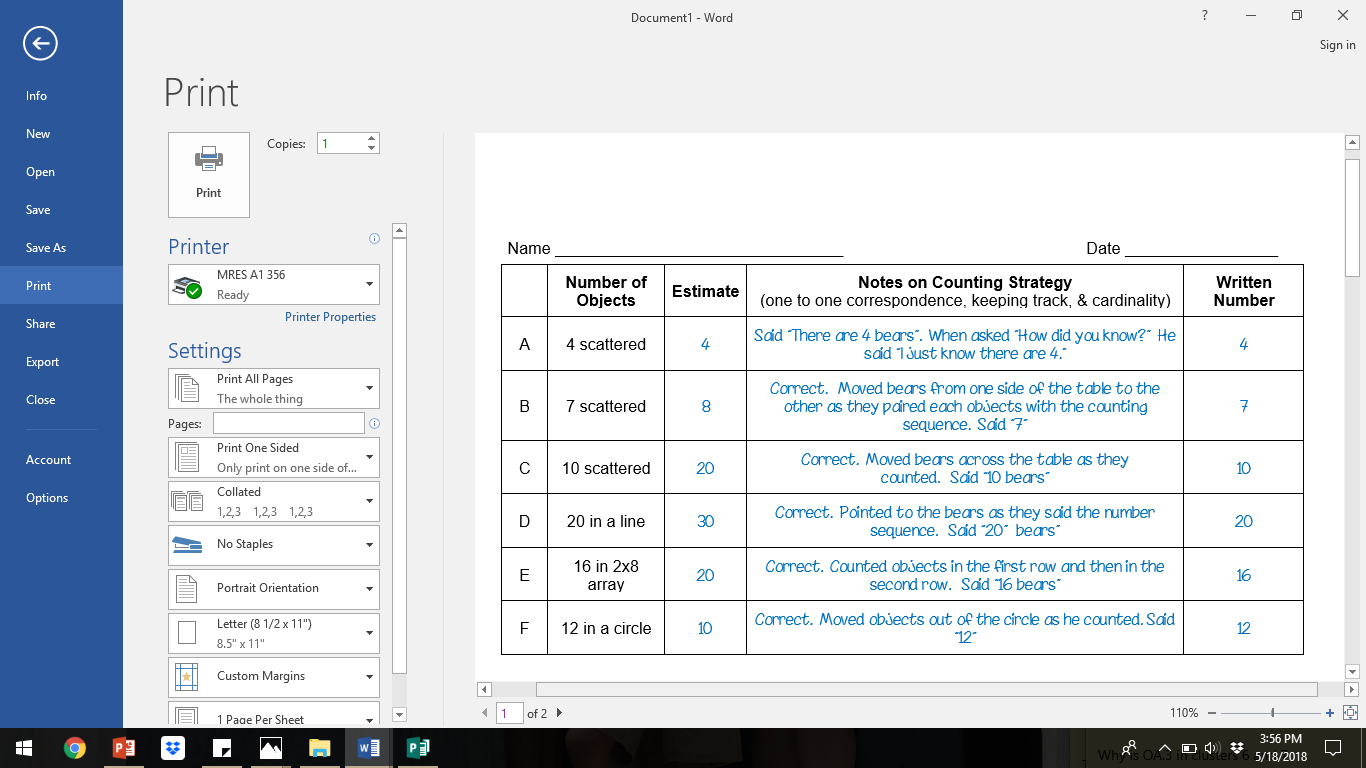 Document1 - Word
?
Sign in
Info
New
Open
Save
Save As
Print
Share
Export
Close
Account
Options
Print
Print
Copies: 1
Printer
MRES A1 356
Ready
Printer Properties
Settings
Print All Pages
The whole thing
Pages:
Print One Sided
Only print on one side of...
Collated
1,2,3 1,2,3 1,2,3
No Staples
Portrait Orientation
Letter (8 1/2 x 11")
8.5" x 11"
Custom Margins
1 Page Per Sheet
Name
Date
Number of
Objects
Estimate
Notes on Counting Strategy
(one to one correspondence, keeping track, & cardinality)
Written
Number
A
4 scattered
4
Said "There are 4 bears". When asked "How did you know?" He
said "I just know there are 4."
4
B
7 scattered
8
Correct. Moved bears from one side of the table to the
other as they paired each objects with the counting
sequence. Said "7"
7
C
10 scattered
20
Correct. Moved bears across the table as they
counted. Said "10 bears"
10
D
20 in a line
30
Correct. Pointed to the bears as they said the number
sequence. Said "20" bears"
20
E
16 in 2x8
array
20
Correct. Counted objects in the first row and then in the
second row. Said "16 bears"
16
F
12 in a circle
10
Correct. Moved objects out of the circle as he counted. Said
"12"
12
1 of 2
110%
3:56 PM
5/18/2018
Why is OA.3 in clusters 6